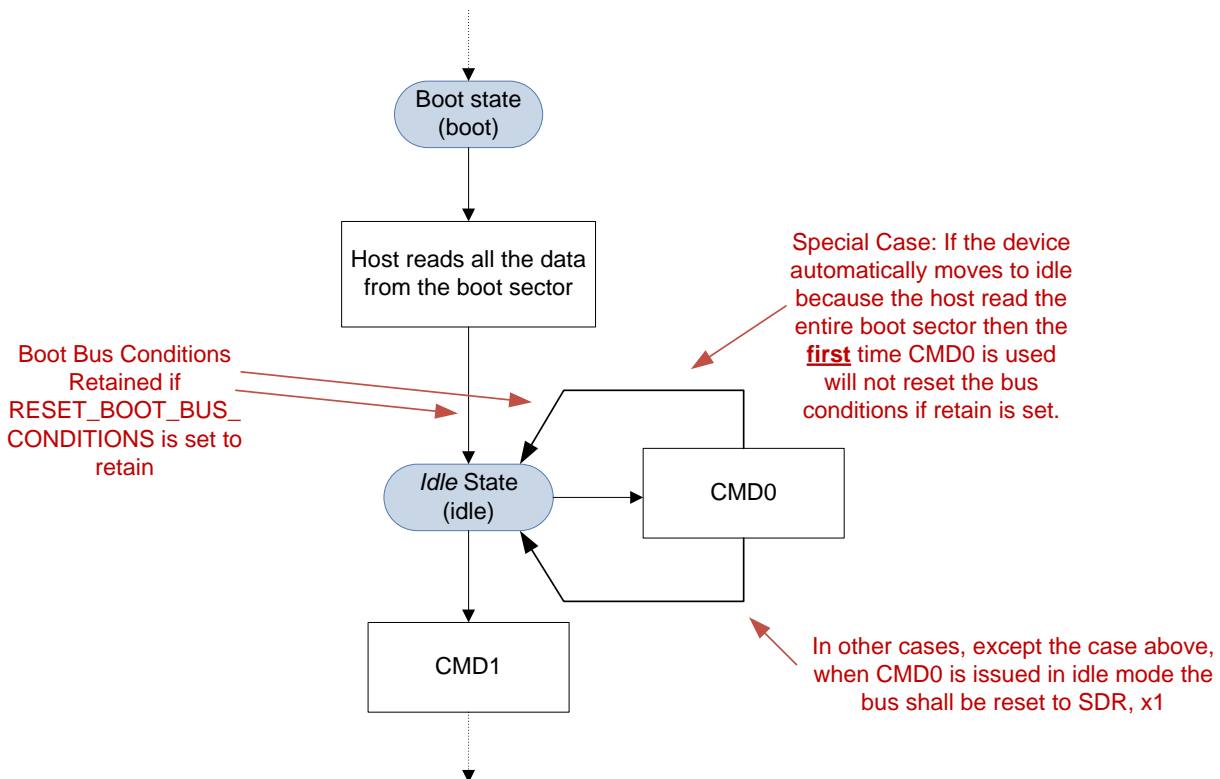 Boot state
(boot)
Host reads all the data
from the boot sector
Special Case: If the device
automatically moves to idle
because the host read the
entire boot sector then the
first time CMD0 is used
will not reset the bus
conditions if retain is set.
Boot Bus Conditions
Retained if
RESET_BOOT_BUS_
CONDITIONS is set to
retain
Idle State
(idle)
CMD0
CMD1
In other cases, except the case above,
when CMD0 is issued in idle mode the
bus shall be reset to SDR, x1